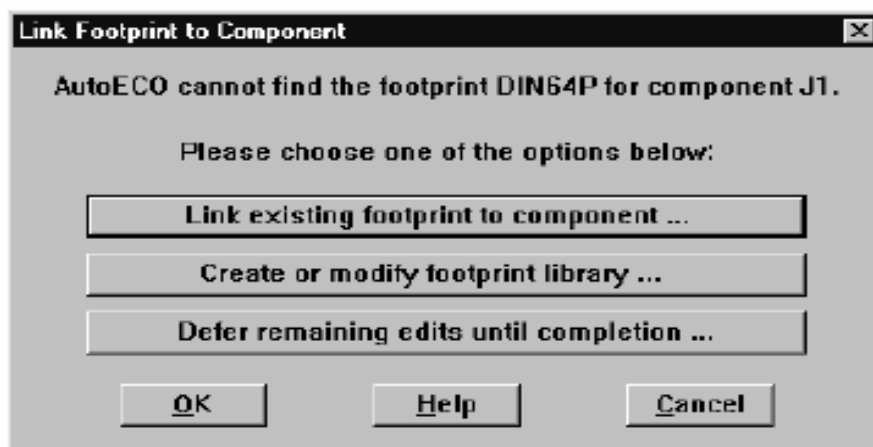 Link Footprint to Component
AutoECO cannot find the footprint DIN64P for component J1.
Please choose one of the options below:
Link existing footprint to component ...
Create or modify footprint library ...
Defer remaining edits until completion ...
OK Help Cancel